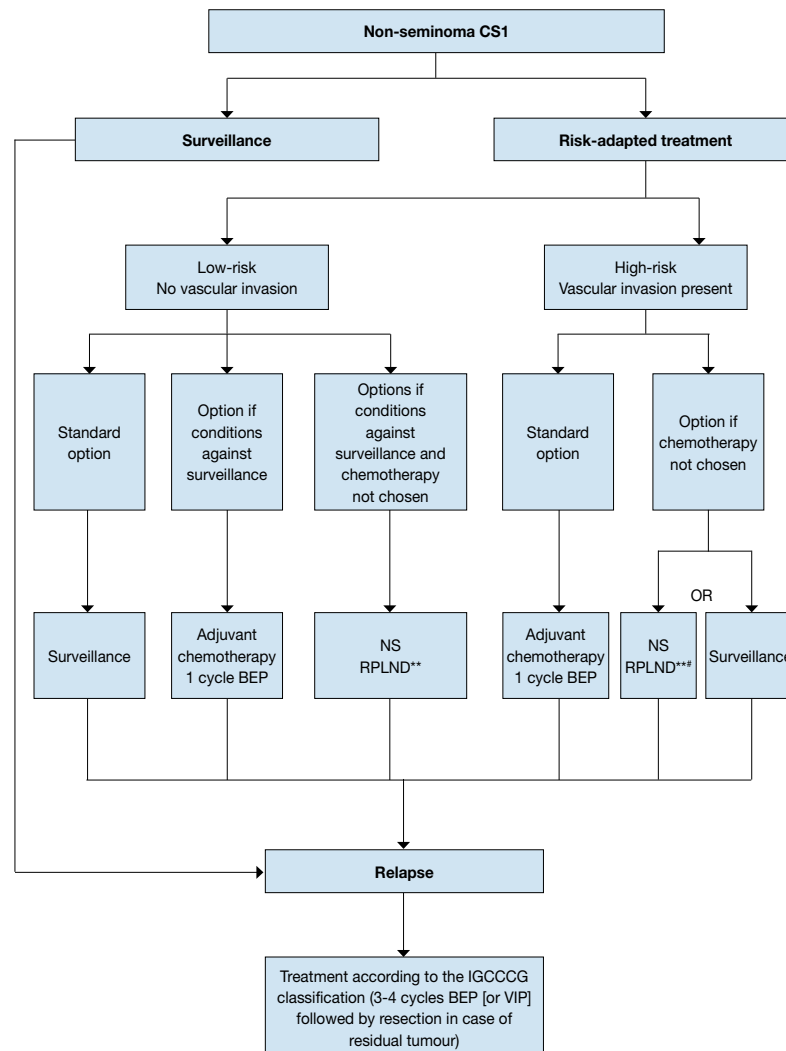 Non-seminoma CS1
Surveillance
Risk-adapted treatment
Low-risk
No vascular invasion
High-risk
Vascular invasion present
Standard
option
Option if
conditions
against
surveillance
Options if
conditions
against
surveillance and
chemotherapy
not chosen
Standard
option
Option if
chemotherapy
not chosen
OR
Surveillance
Adjuvant
chemotherapy
1 cycle BEP
NS
RPLND**
Adjuvant
chemotherapy
1 cycle BEP
NS
RPLND**#
Surveillance
Relapse
Treatment according to the IGCCCG
classification (3-4 cycles BEP [or VIP]
followed by resection in case of
residual tumour)